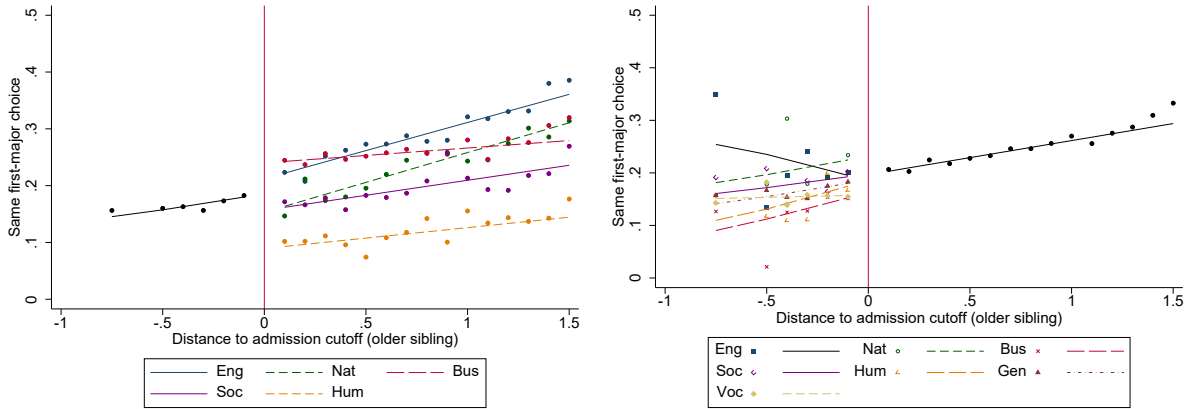 Same first-major choice
.5
.4
.3
.2
.1
0
-1
-.5
0
.5
1
1.5
Distance to admission cutoff (older sibling)
Eng
Nat
Bus
Soc
Hum
Same first-major choice
.5
.4
.3
.2
.1
0
-1
-.5
0
.5
1
1.5
Distance to admission cutoff (older sibling)
Eng
Nat
Bus
Soc
Hum
Gen
Voc